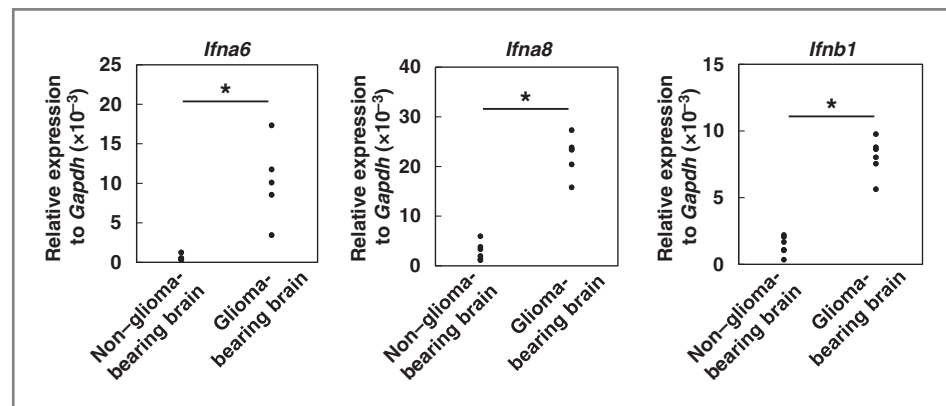 Ifna6
Relative expression
to Gapdh (×10–3)
25
20
15
10
5
0
*
Non–glioma-
bearing brain
Glioma-
bearing brain
Ifna8
Relative expression
to Gapdh (×10–3)
40
30
20
10
0
*
Non–glioma-
bearing brain
Glioma-
bearing brain
Ifnb1
Relative expression
to Gapdh (×10–3)
15
10
5
0
*
Non–glioma-
bearing brain
Glioma-
bearing brain